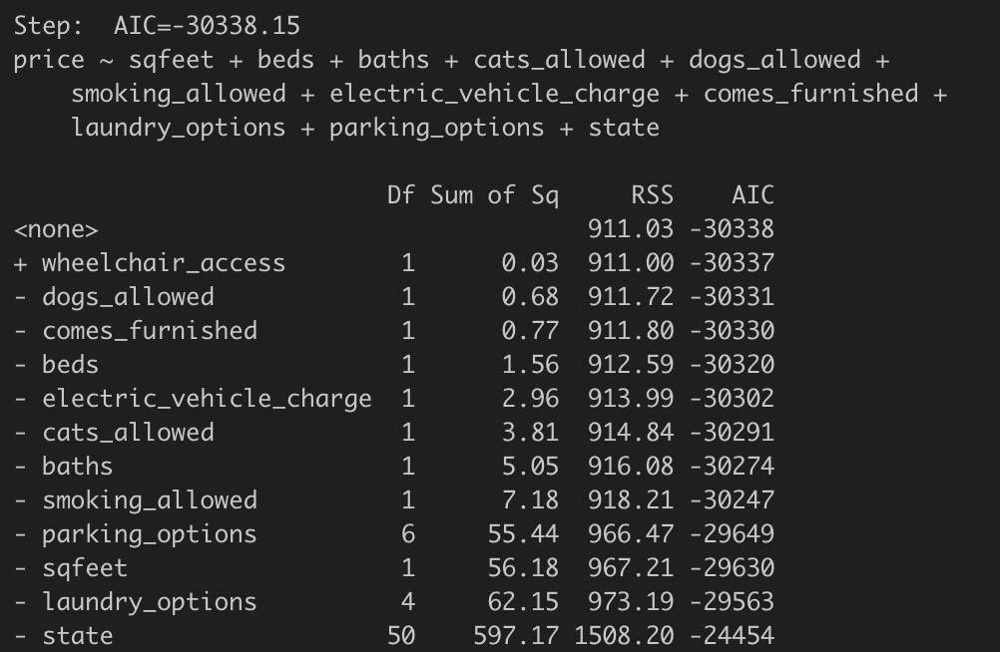 Step:  AIC=-30338.15
price ~ sqfeet + beds + baths + cats_allowed + dogs_allowed +
    smoking_allowed + electric_vehicle_charge + comes_furnished +
    laundry_options + parking_options + state
                          Df Sum of Sq     RSS    AIC
<none>                                  911.03 -30338
+ wheelchair_access        1      0.03  911.00 -30337
- dogs_allowed             1      0.68  911.72 -30331
- comes_furnished          1      0.77  911.80 -30330
- beds                     1      1.56  912.59 -30320
- electric_vehicle_charge  1      2.96  913.99 -30302
- cats_allowed             1      3.81  914.84 -30291
- baths                    1      5.05  916.08 -30274
- smoking_allowed          1      7.18  918.21 -30247
- parking_options          6     55.44  966.47 -29649
- sqfeet                   1     56.18  967.21 -29630
- laundry_options          4     62.15  973.19 -29563
- state                   50    597.17 1508.20 -24454